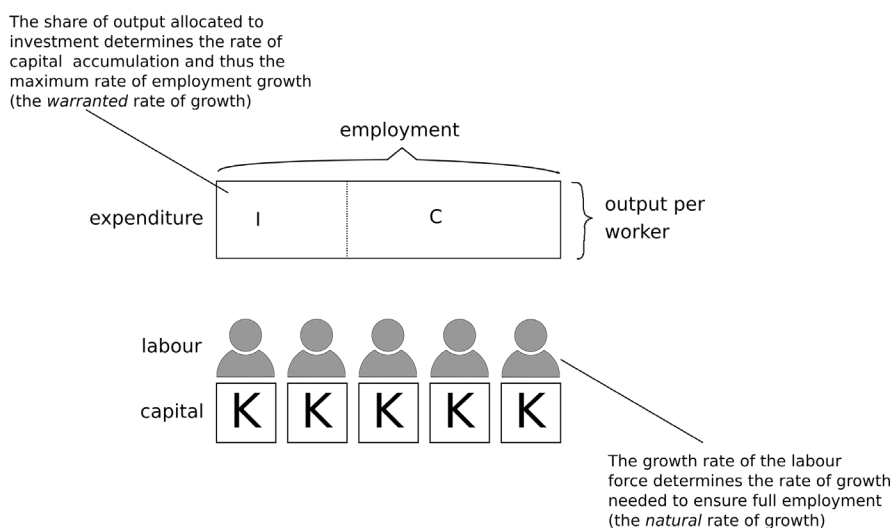 The share of output allocated to
investment determines the rate of
capital accumulation and thus the
maximum rate of employment growth
(the warranted rate of growth)
employment
expenditure
I
C
output per
worker
labour
capital
K K K K K
The growth rate of the labour
force determines the rate of growth
needed to ensure full employment
(the natural rate of growth)